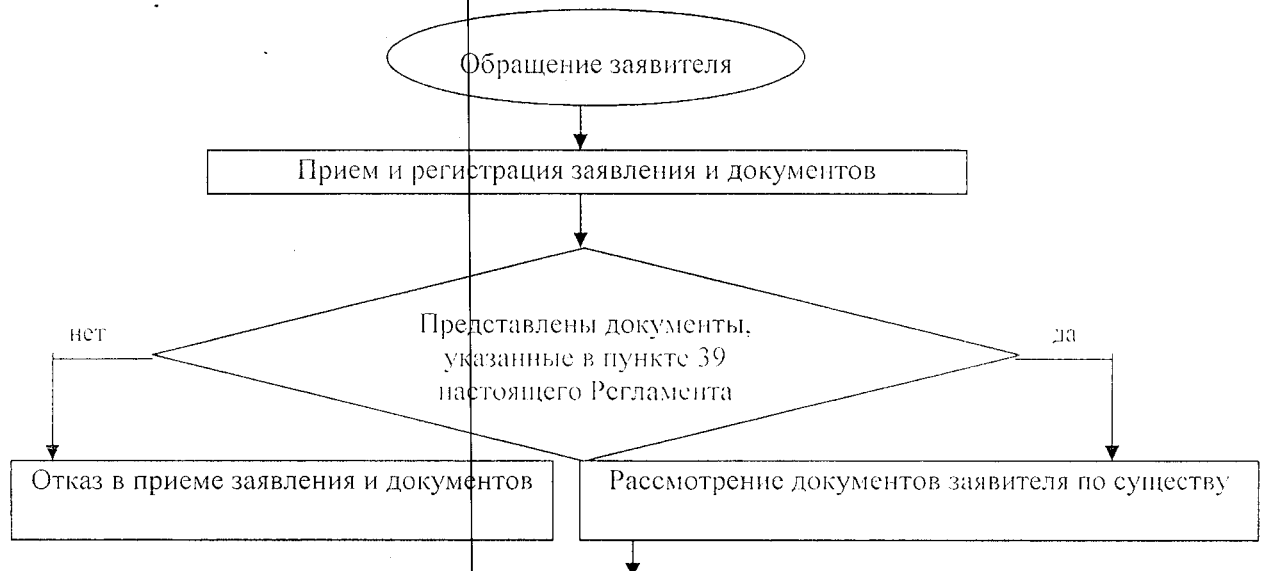 Обращение заявителя
Прием и регистрация заявления и документов
Представлены документы,
указанные в пункте 39
настоящего Регламента
нет
да
Отказ в приеме заявления и документов
Рассмотрение документов заявителя по существу